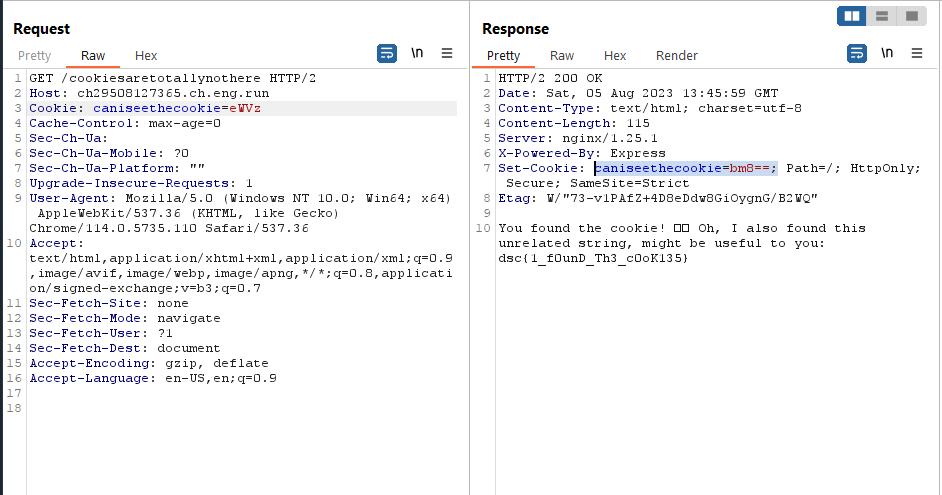 Request
Pretty Raw Hex \n
1 GET /cookiesaretotallynothere HTTP/2
2 Host: ch29508127365.ch.eng.run
3 Cookie: caniseethecookie=eWVz
4 Cache-Control: max-age=0
5 Sec-Ch-Ua:
6 Sec-Ch-Ua-Mobile: ?0
7 Sec-Ch-Ua-Platform: ""
8 Upgrade-Insecure-Requests: 1
9 User-Agent: Mozilla/5.0 (Windows NT 10.0; Win64; x64)
AppleWebKit/537.36 (KHTML, like Gecko)
Chrome/114.0.5735.110 Safari/537.36
10 Accept:
text/html,application/xhtml+xml,application/xml;q=0.9
,image/avif,image/webp,image/apng,*/*;q=0.8,applicati
on/signed-exchange;v=b3;q=0.7
11 Sec-Fetch-Site: none
12 Sec-Fetch-Mode: navigate
13 Sec-Fetch-User: ?1
14 Sec-Fetch-Dest: document
15 Accept-Encoding: gzip, deflate
16 Accept-Language: en-US,en;q=0.9
17
18
Response
Pretty Raw Hex Render \n
1 HTTP/2 200 OK
2 Date: Sat, 05 Aug 2023 13:45:59 GMT
3 Content-Type: text/html; charset=utf-8
4 Content-Length: 115
5 Server: nginx/1.25.1
6 X-Powered-By: Express
7 Set-Cookie: caniseethecookie=bm8==; Path=/; HttpOnly;
Secure; SameSite=Strict
8 Etag: W/"73-v1PAfZ+4D8eDdw8GiOygnG/B2WQ"
9
10 You found the cookie! Oh, I also found this
unrelated string, might be useful to you:
dsc{1_f0unD_Th3_c0oK135}